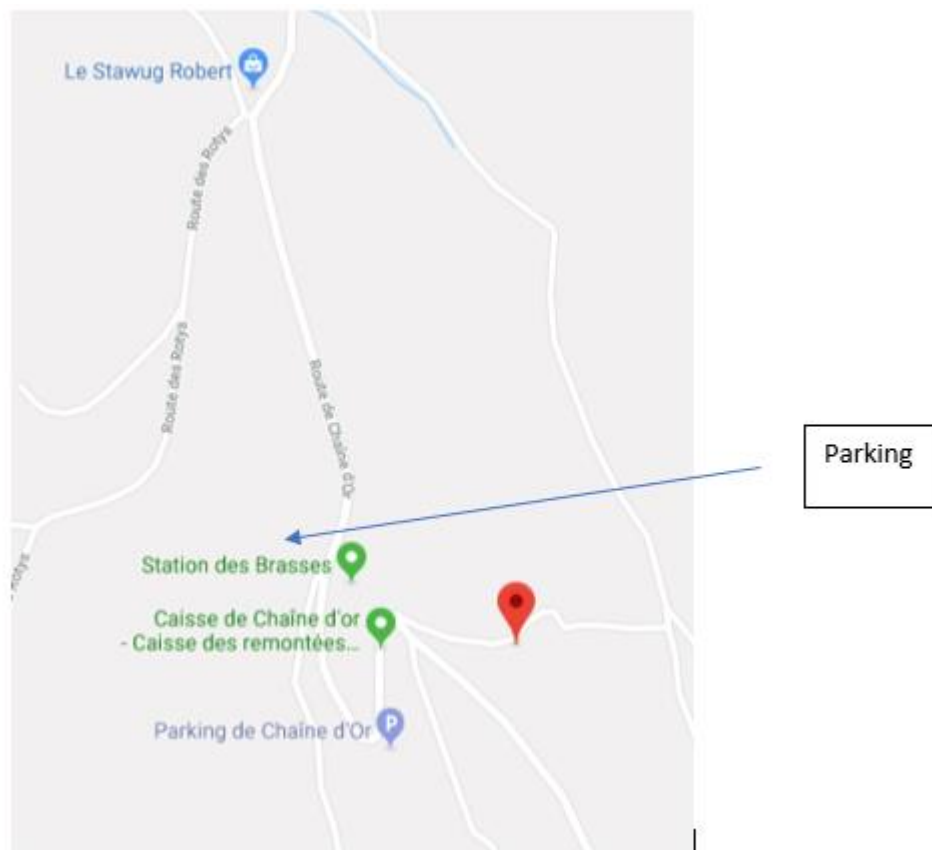 Le Stawug Robert
Route des Rotys
Route des Rotys
Route de Chaîne d'Or
Parking
Station des Brasses
Rotys
Caisse de Chaîne d'or
- Caisse des remontées...
Parking de Chaîne d'Or
P